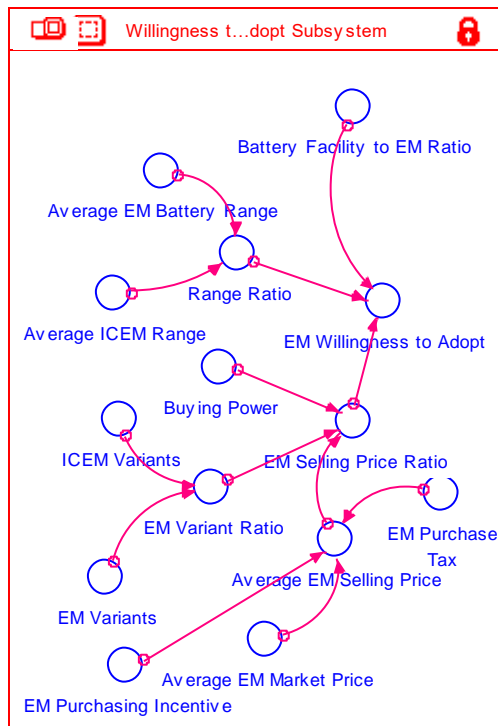 Willingness t...dopt Subsystem
Battery Facility to EM Ratio
Average EM Battery Range
Range Ratio
Average ICEM Range
EM Willingness to Adopt
Buying Power
ICEM Variants
EM Selling Price Ratio
EM Variant Ratio
EM Purchase
Tax
Average EM Selling Price
EM Variants
Average EM Market Price
EM Purchasing Incentive